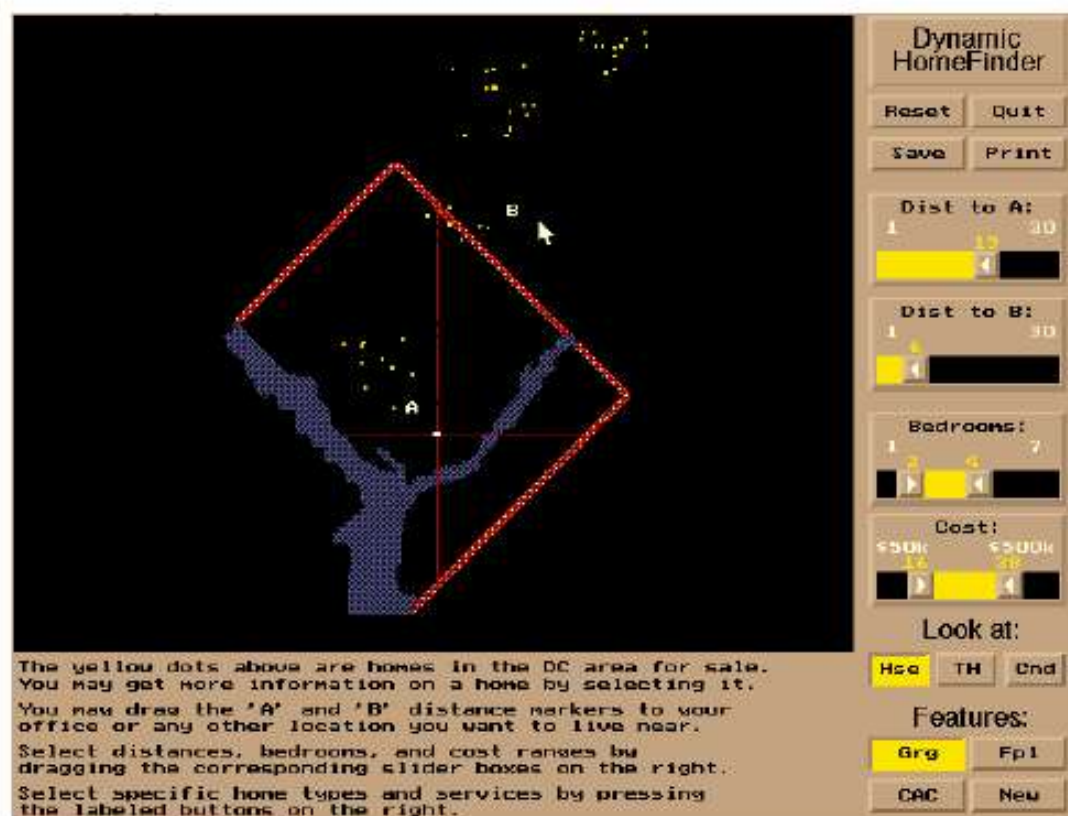 Dynamic
HomeFinder
Reset Quit
Save Print
Dist to A:
1 30
Dist to B:
1 30
Bedrooms:
1 7
Cost:
$50k $500k
Look at:
Hse TH Cnd
Features:
Grg Fpl
CAC New
B
A
The yellow dots above are homes in the DC area for sale.
You may get more information on a home by selecting it.
You may drag the 'A' and 'B' distance markers to your
office or any other location you want to live near.
Select distances, bedrooms, and cost ranges by
dragging the corresponding slider boxes on the right.
Select specific home types and services by pressing
the labeled buttons on the right.